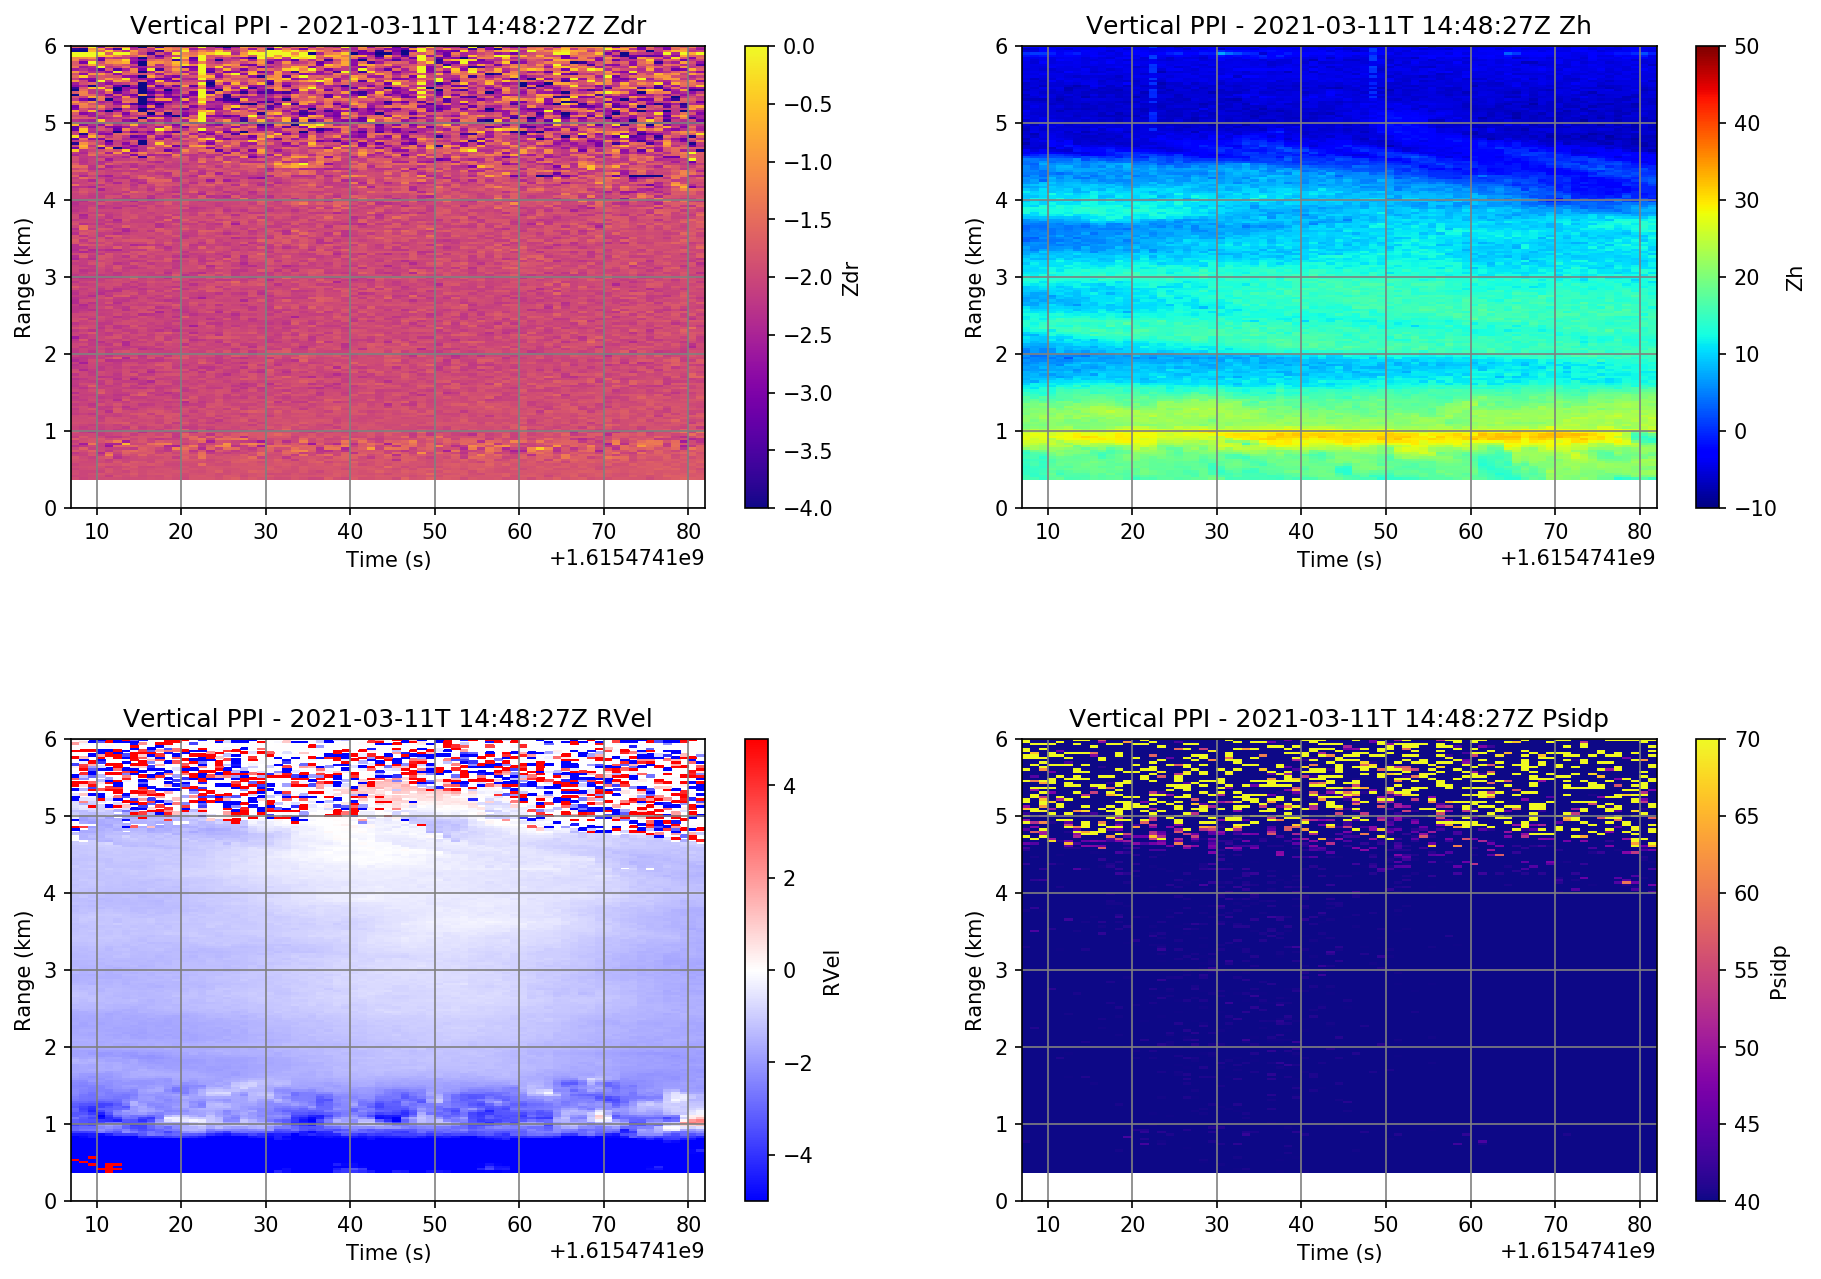 Vertical PPI - 2021-03-11T 14:48:27Z Zdr
6
5
4
3
2
1
0
Range (km)
10 20 30 40 50 60 70 80
Time (s)
+1.6154741e9
0.0
−0.5
−1.0
−1.5
−2.0
−2.5
−3.0
−3.5
−4.0
Zdr
Vertical PPI - 2021-03-11T 14:48:27Z Zh
6
5
4
3
2
1
0
Range (km)
10 20 30 40 50 60 70 80
Time (s)
+1.6154741e9
50
40
30
20
10
0
−10
Zh
Vertical PPI - 2021-03-11T 14:48:27Z RVel
6
5
4
3
2
1
0
Range (km)
10 20 30 40 50 60 70 80
Time (s)
+1.6154741e9
4
2
0
−2
−4
RVel
Vertical PPI - 2021-03-11T 14:48:27Z Psidp
6
5
4
3
2
1
0
Range (km)
10 20 30 40 50 60 70 80
Time (s)
+1.6154741e9
70
65
60
55
50
45
40
Psidp